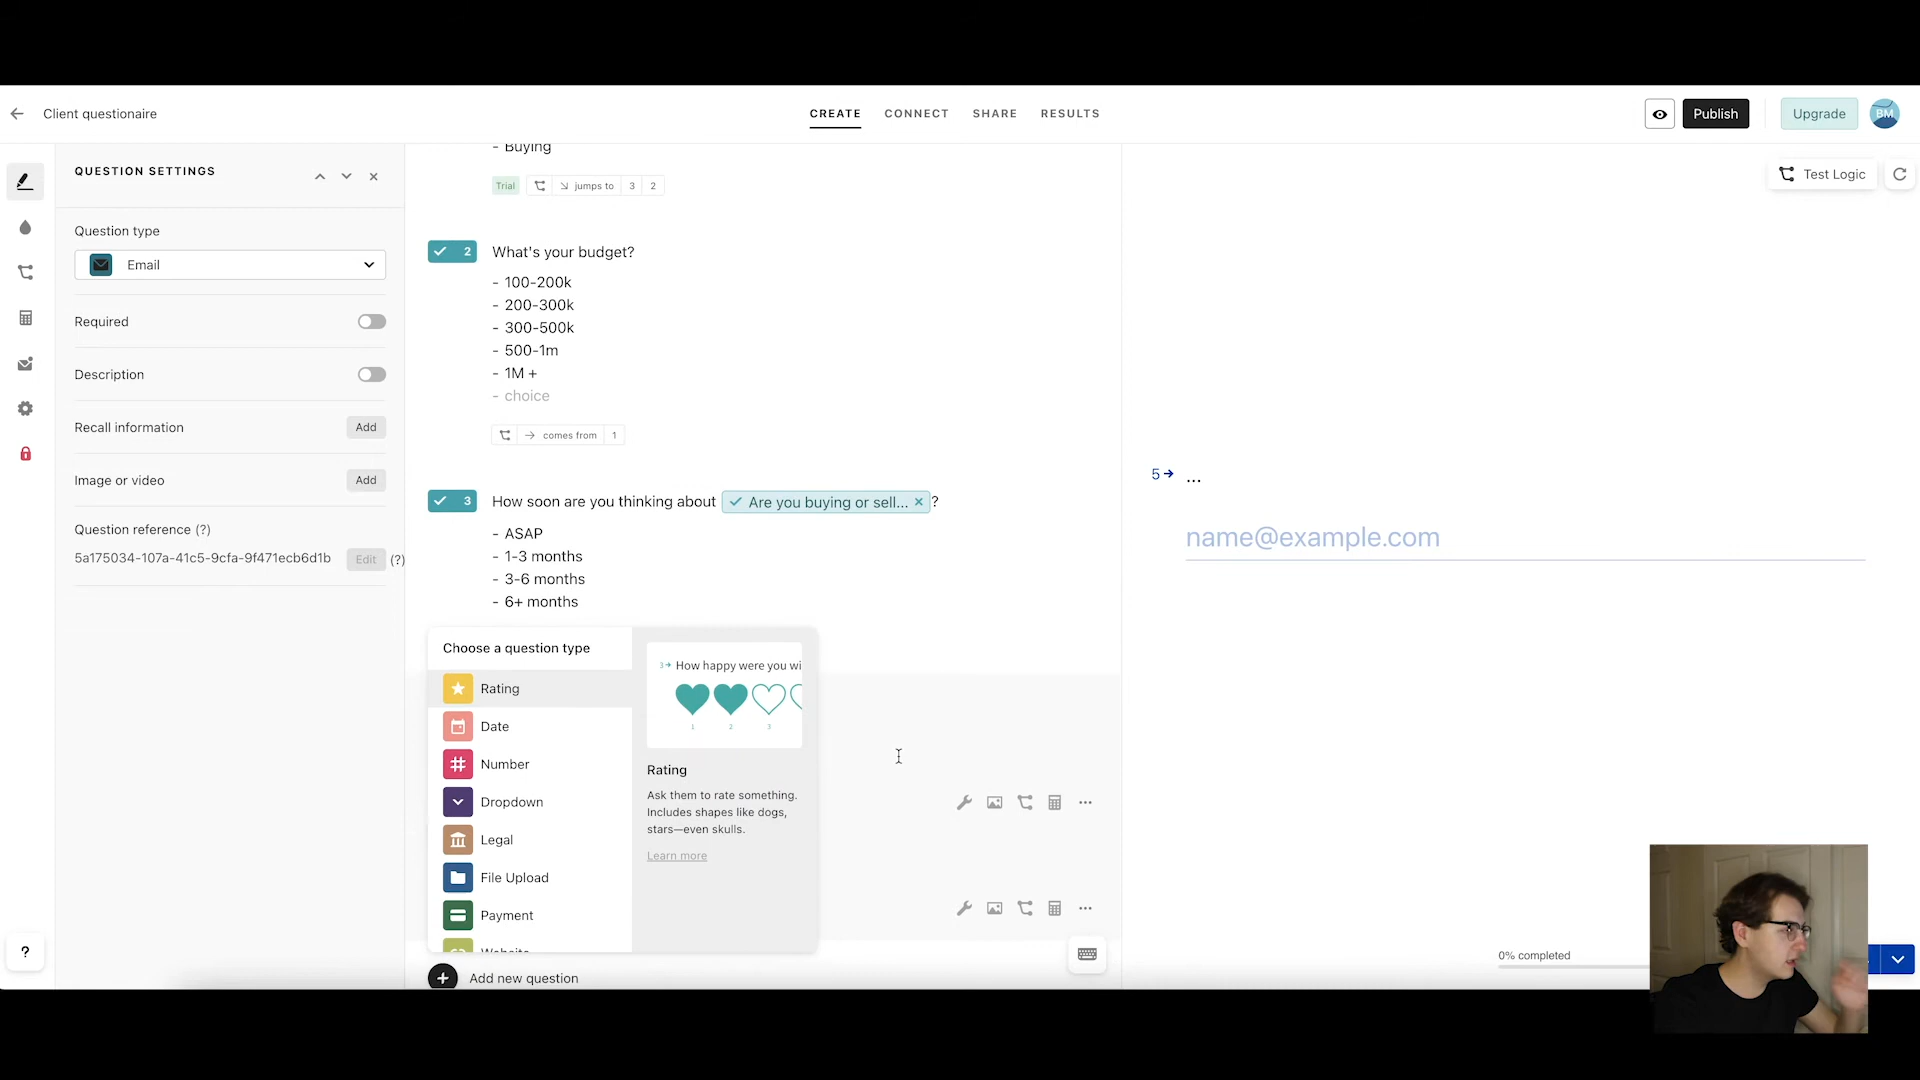 Client questionaire
CREATE
CONNECT
SHARE
RESULTS
Publish
Upgrade
BM
QUESTION SETTINGS
Question type
Email
Required
Description
Recall information
Add
Image or video
Add
Question reference (?)
5a175034-107a-41c5-9cfa-9f471ecb6d1b
Edit
(?)
?
- Buying
Trial
jumps to
3
2
2
What's your budget?
- 100-200k
- 200-300k
- 300-500k
- 500-1m
- 1M +
- choice
comes from
1
3
How soon are you thinking about Are you buying or sell... × ?
- ASAP
- 1-3 months
- 3-6 months
- 6+ months
Choose a question type
Rating
Date
Number
Dropdown
Legal
File Upload
Payment
Website
3 How happy were you wi
1
2
3
Rating
Ask them to rate something.
Includes shapes like dogs,
stars—even skulls.
Learn more
Add new question
Test Logic
5 ...
name@example.com
0% completed